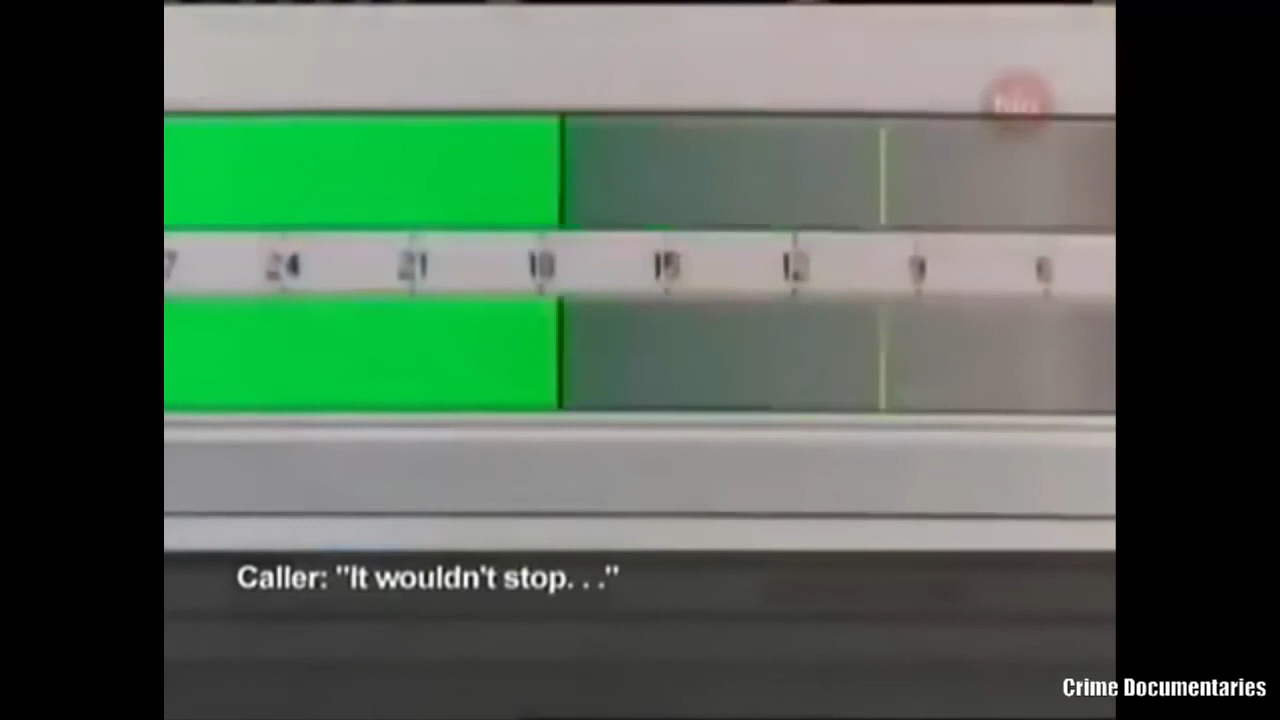 24 21 18 15 12 9 6
Caller: "It wouldn't stop. . ."
Crime Documentaries